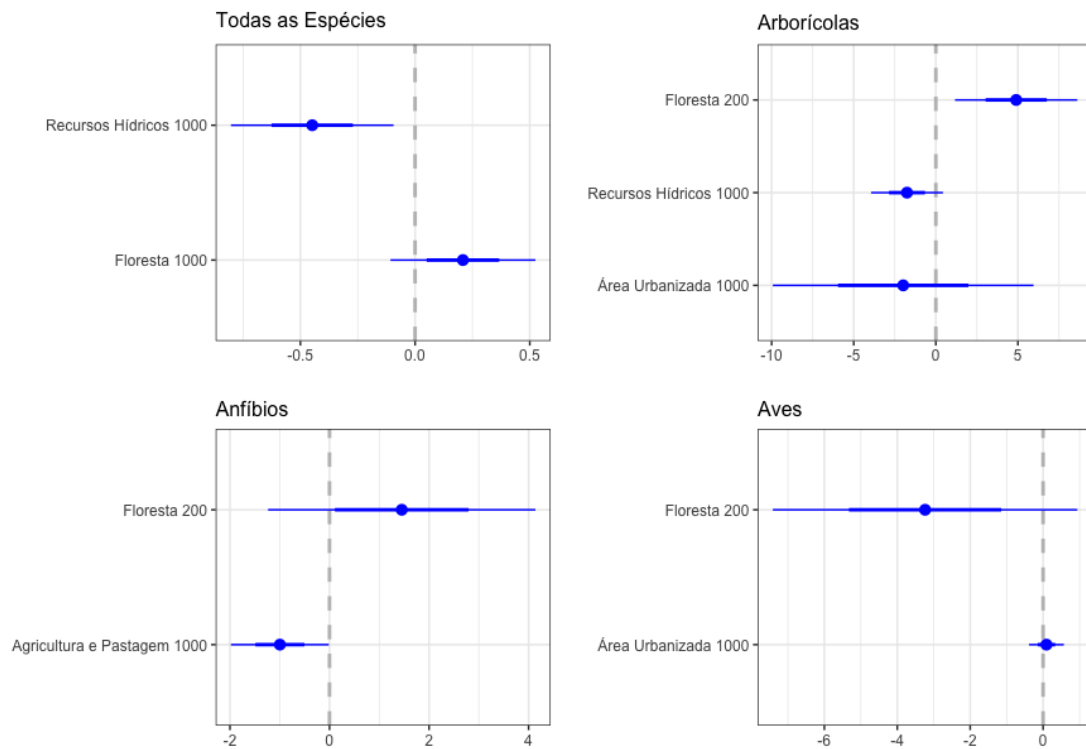 Todas as Espécies
Recursos Hídricos 1000
Floresta 1000
-0.5 0.0 0.5
Arborícolas
Floresta 200
Recursos Hídricos 1000
Área Urbanizada 1000
-10 -5 0 5
Anfíbios
Floresta 200
Agricultura e Pastagem 1000
-2 0 2 4
Aves
Floresta 200
Área Urbanizada 1000
-6 -4 -2 0